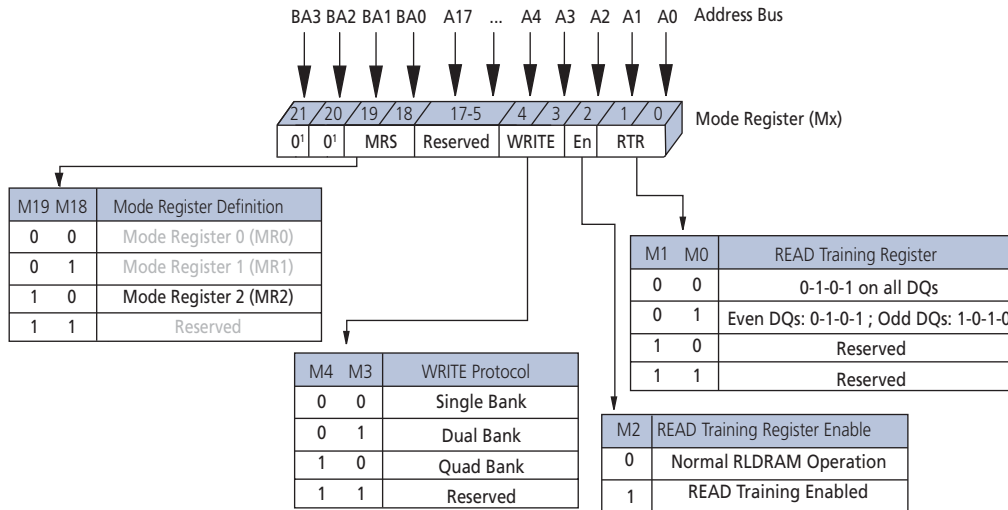 BA3 BA2 BA1 BA0 A17 ... A4 A3 A2 A1 A0 Address Bus
21 20 19 18 17-5 4 3 2 1 0 Mode Register (Mx)
0¹ 0¹ MRS Reserved WRITE En RTR
M19 M18 Mode Register Definition
0 0 Mode Register 0 (MR0)
0 1 Mode Register 1 (MR1)
1 0 Mode Register 2 (MR2)
1 1 Reserved
M1 M0 READ Training Register
0 0 0-1-0-1 on all DQs
0 1 Even DQs: 0-1-0-1 ; Odd DQs: 1-0-1-0
1 0 Reserved
1 1 Reserved
M4 M3 WRITE Protocol
0 0 Single Bank
0 1 Dual Bank
1 0 Quad Bank
1 1 Reserved
M2 READ Training Register Enable
0 Normal RLDRAM Operation
1 READ Training Enabled